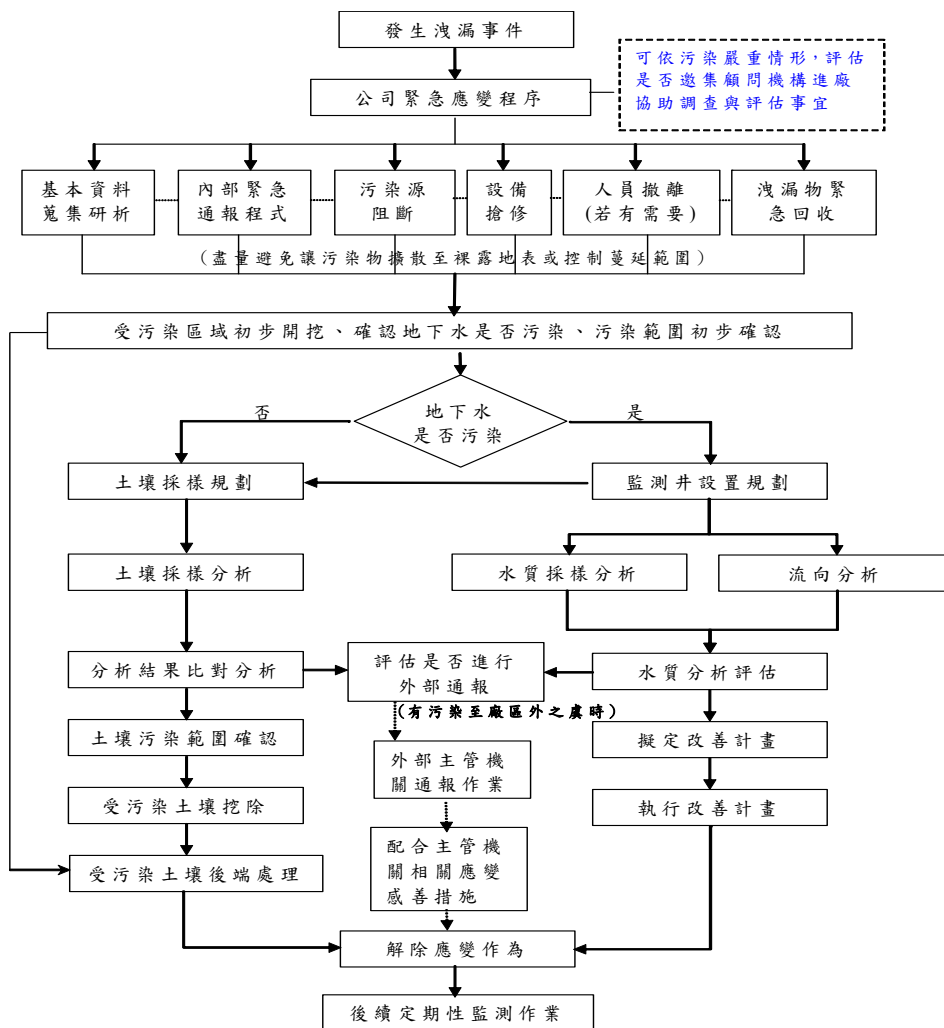 發生洩漏事件
可依污染嚴重情形，評估
是否邀集顧問機構進廠
協助調查與評估事宜
公司緊急應變程序
基本資料
蒐集研析
內部緊急
通報程式
污染源
阻斷
設備
搶修
人員撤離
(若有需要)
洩漏物緊
急回收
(盡量避免讓污染物擴散至裸露地表或控制蔓延範圍)
受污染區域初步開挖、確認地下水是否污染、污染範圍初步確認
地下水
是否污染
否
是
土壤採樣規劃
監測井設置規劃
土壤採樣分析
水質採樣分析
流向分析
分析結果比對分析
評估是否進行
外部通報
水質分析評估
(有污染至廠區外之虞時)
土壤污染範圍確認
擬定改善計畫
外部主管機
關通報作業
受污染土壤挖除
執行改善計畫
配合主管機
關相關應變
感善措施
受污染土壤後端處理
解除應變作為
後續定期性監測作業